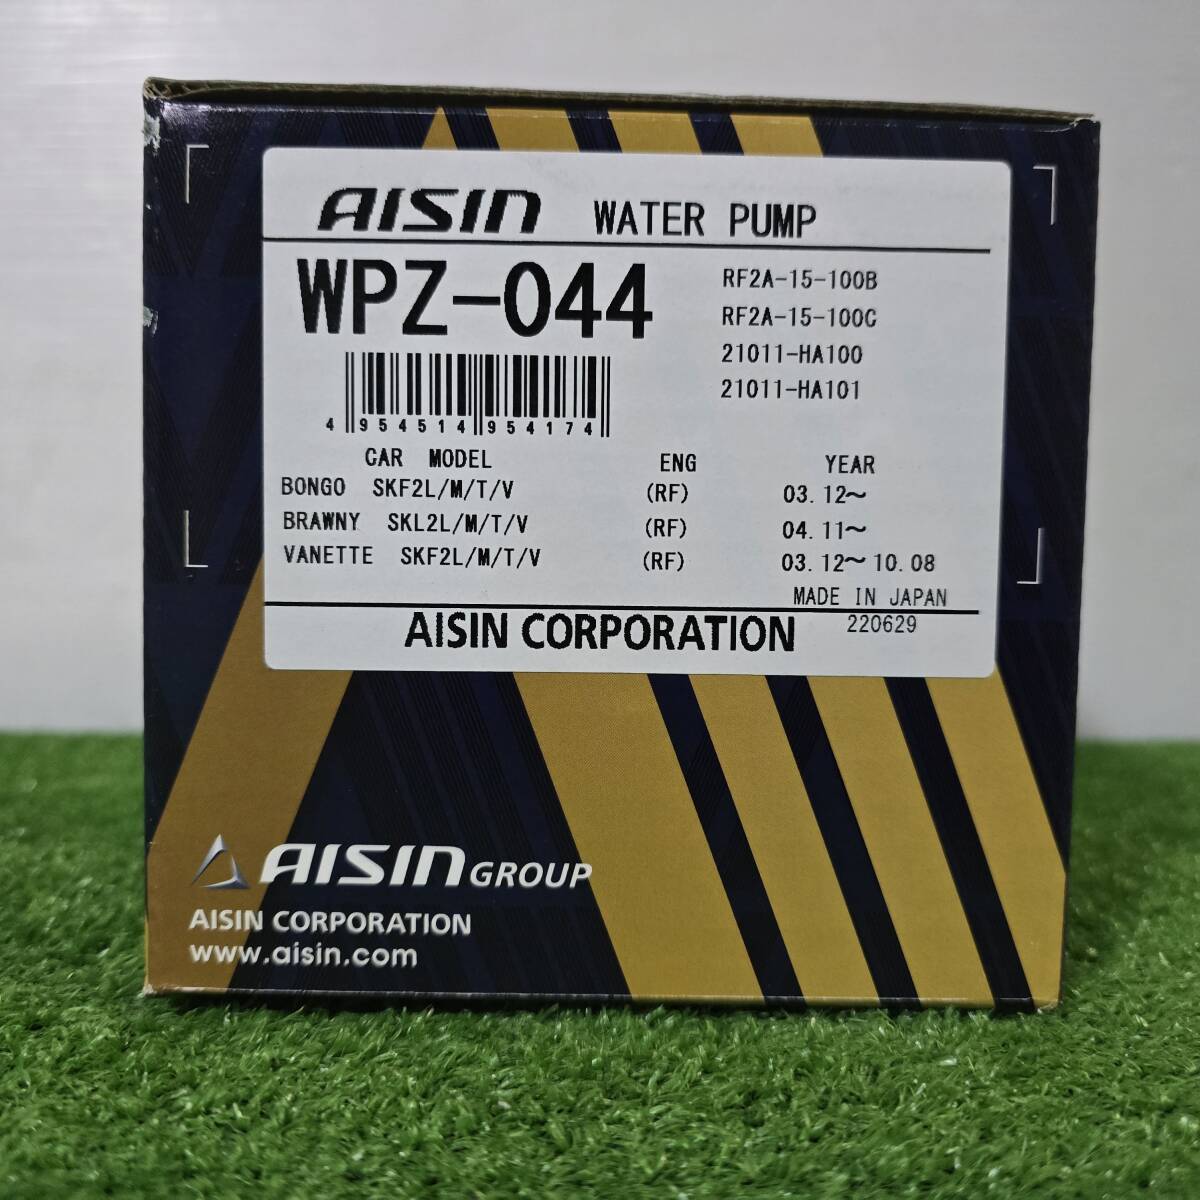 AISIN WATER PUMP
WPZ-044
RF2A-15-100B
RF2A-15-100C
21011-HA100
21011-HA101
4 954514 954174
CAR MODEL ENG YEAR
BONGO SKF2L/M/T/V (RF) 03. 12～
BRAWNY SKL2L/M/T/V (RF) 04. 11～
VANETTE SKF2L/M/T/V (RF) 03. 12～ 10. 08
MADE IN JAPAN
AISIN CORPORATION 220629
AISIN GROUP
AISIN CORPORATION
www.aisin.com